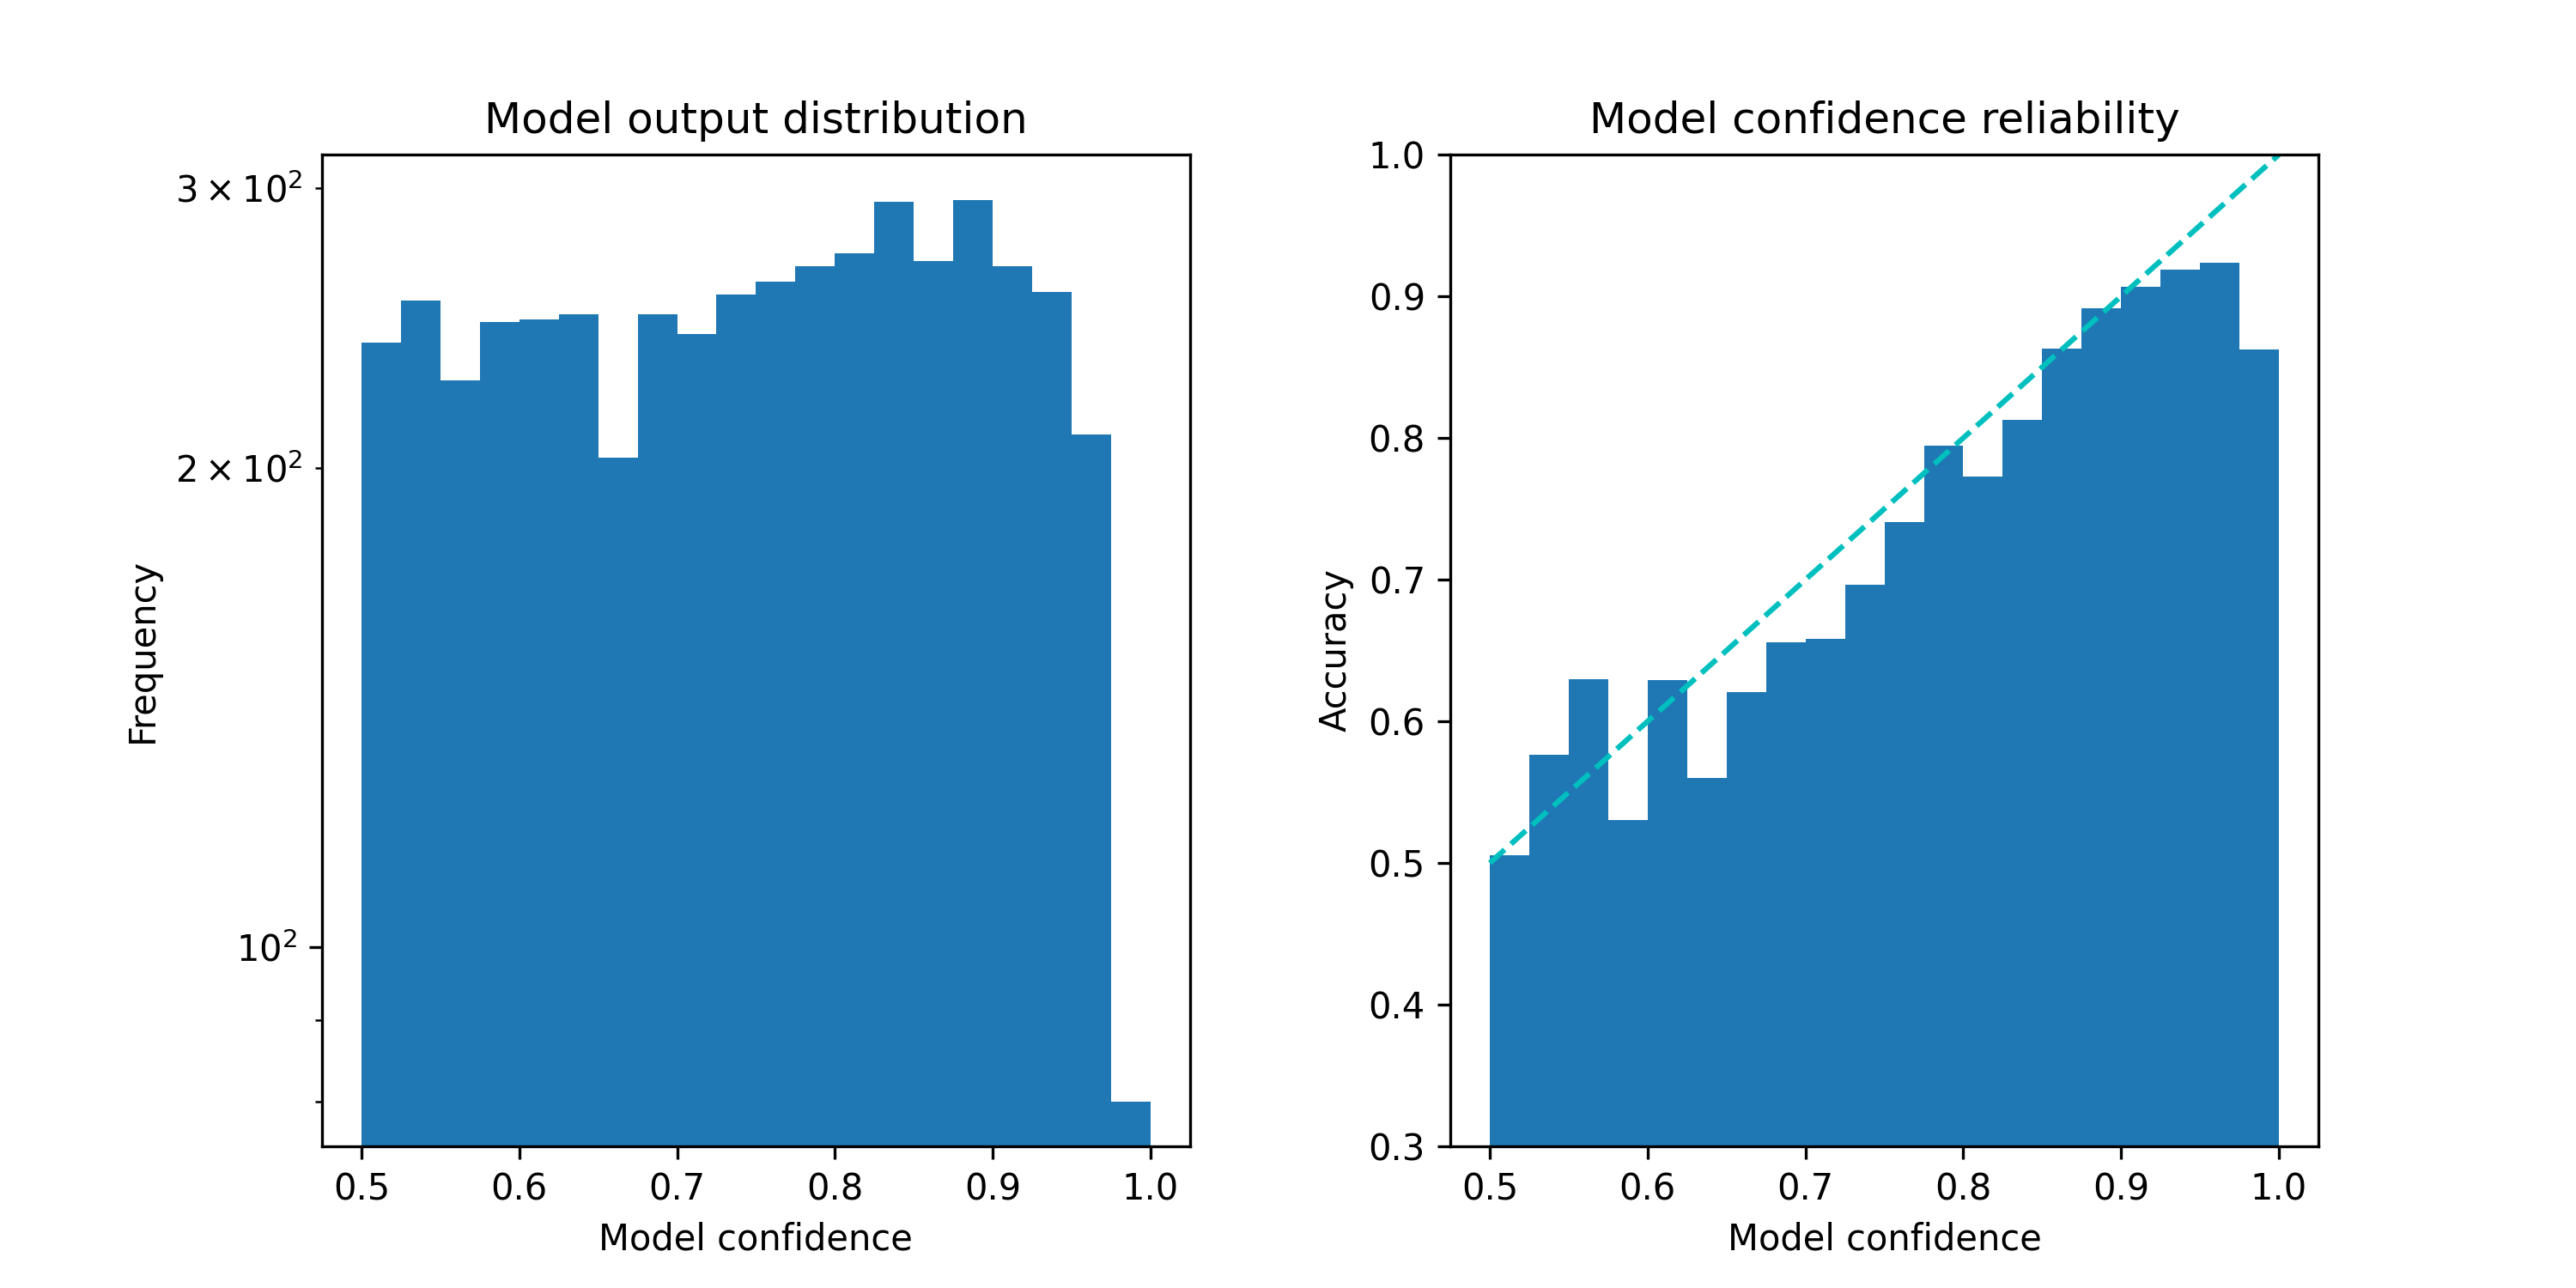 Model output distribution
3 × 10²
2 × 10²
10²
Frequency
0.5 0.6 0.7 0.8 0.9 1.0
Model confidence
Model confidence reliability
1.0
0.9
0.8
0.7
0.6
0.5
0.4
0.3
Accuracy
0.5 0.6 0.7 0.8 0.9 1.0
Model confidence